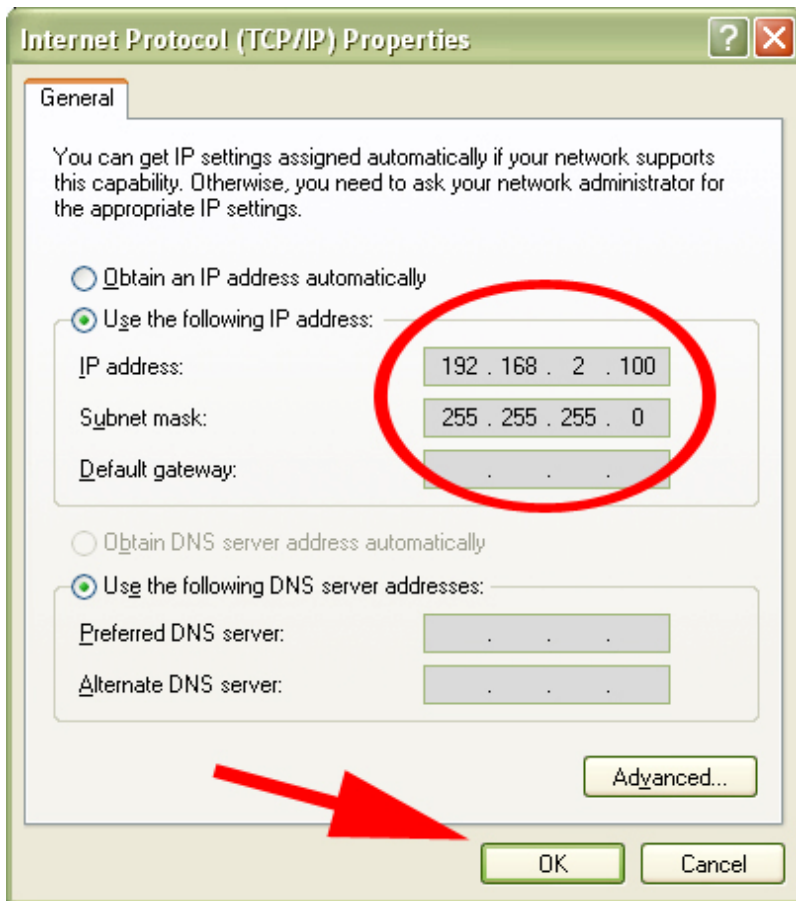 Internet Protocol (TCP/IP) Properties
General
You can get IP settings assigned automatically if your network supports
this capability. Otherwise, you need to ask your network administrator for
the appropriate IP settings.
Obtain an IP address automatically
Use the following IP address:
IP address: 192 . 168 . 2 . 100
Subnet mask: 255 . 255 . 255 . 0
Default gateway: . . .
Obtain DNS server address automatically
Use the following DNS server addresses:
Preferred DNS server: . . .
Alternate DNS server: . . .
Advanced...
OK Cancel